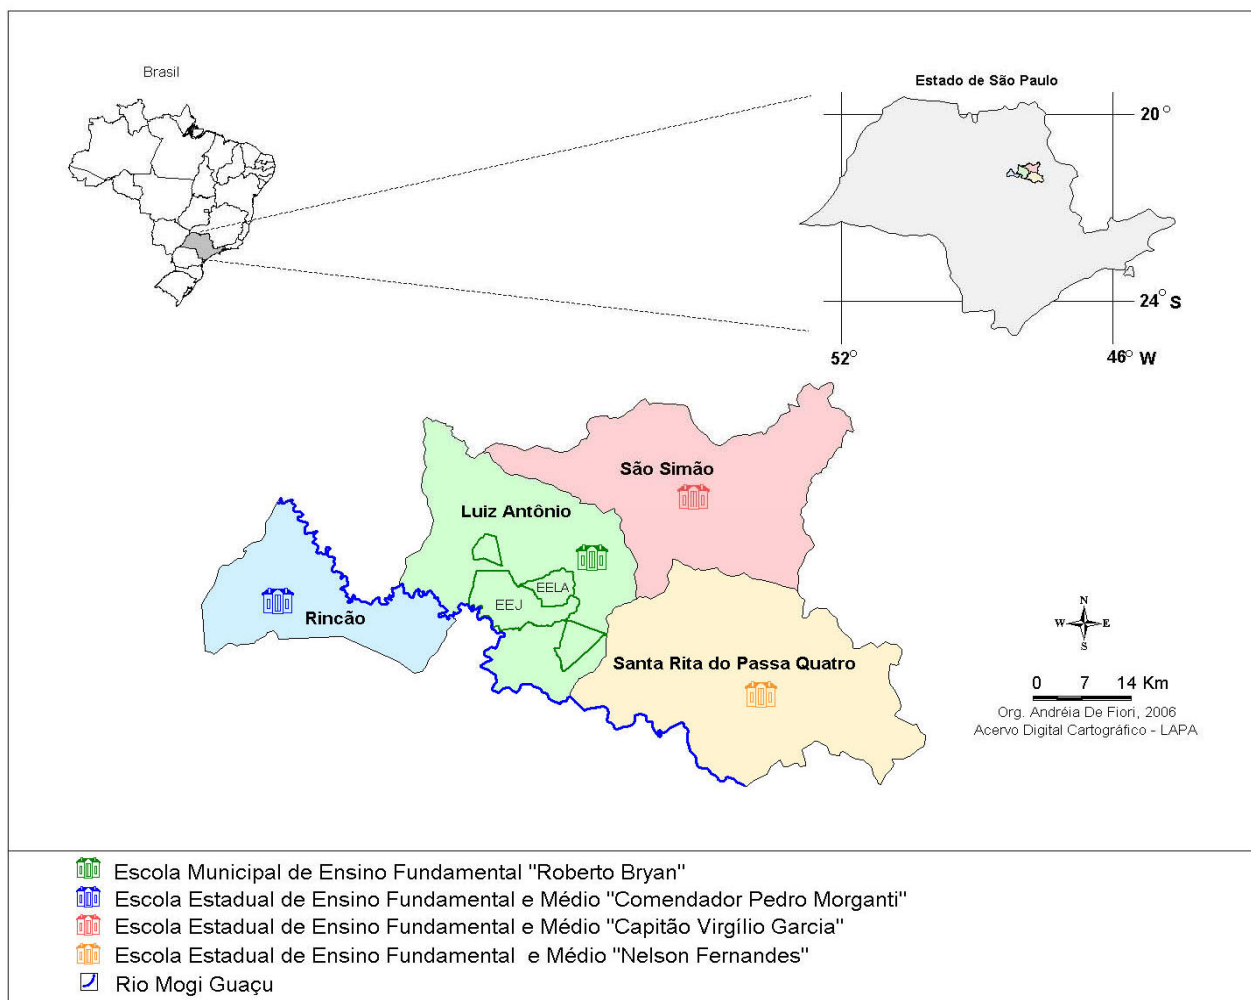 Brasil
Estado de São Paulo
20°
24° S
52°
46° W
São Simão
Luiz Antônio
EELA
EEJ
Rincão
Santa Rita do Passa Quatro
N
W E
S
0 7 14 Km
Org. Andréia De Fiori, 2006
Acervo Digital Cartográfico - LAPA
Escola Municipal de Ensino Fundamental "Roberto Bryan"
Escola Estadual de Ensino Fundamental e Médio "Comendador Pedro Morganti"
Escola Estadual de Ensino Fundamental e Médio "Capitão Virgílio Garcia"
Escola Estadual de Ensino Fundamental e Médio "Nelson Fernandes"
Rio Mogi Guaçu